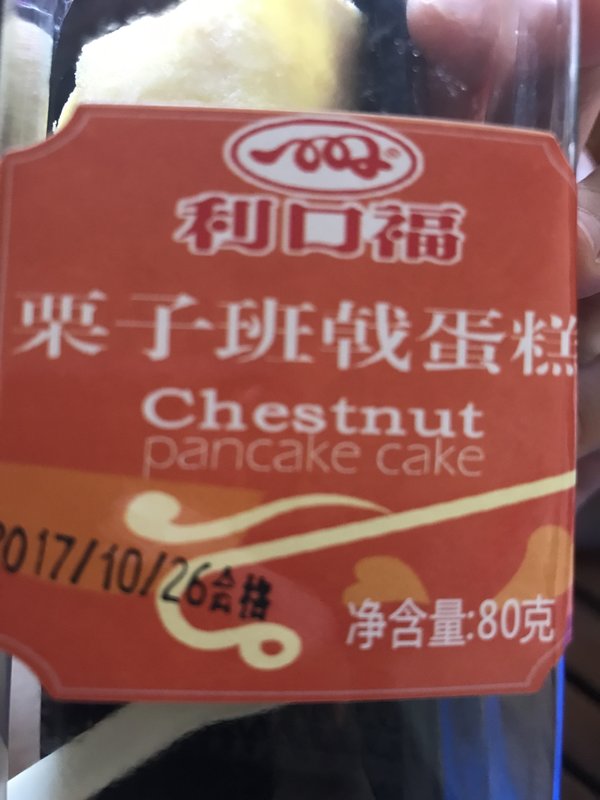 利口福
栗子班戟蛋糕
Chestnut
pancake cake
2017/10/26合格
净含量:80克